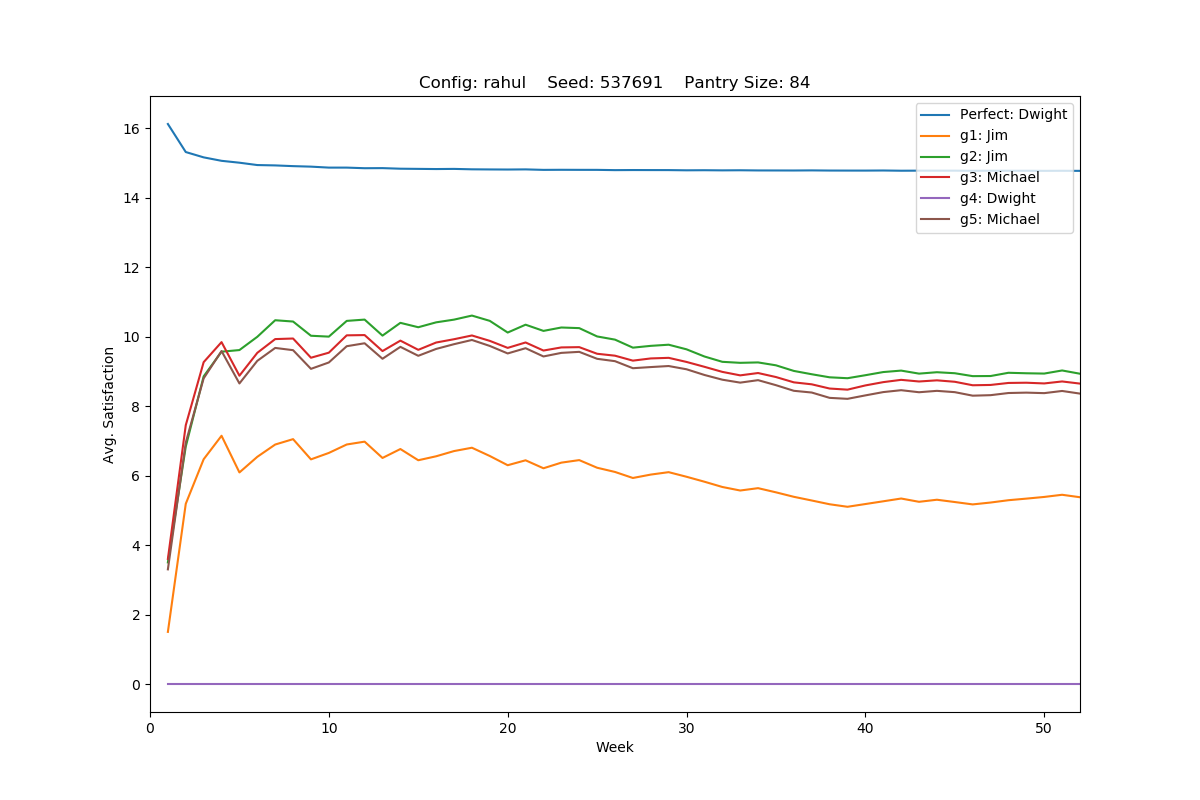 Config: rahul    Seed: 537691    Pantry Size: 84
Perfect: Dwight
g1: Jim
g2: Jim
g3: Michael
g4: Dwight
g5: Michael
Avg. Satisfaction
16
14
12
10
8
6
4
2
0
0 10 20 30 40 50
Week